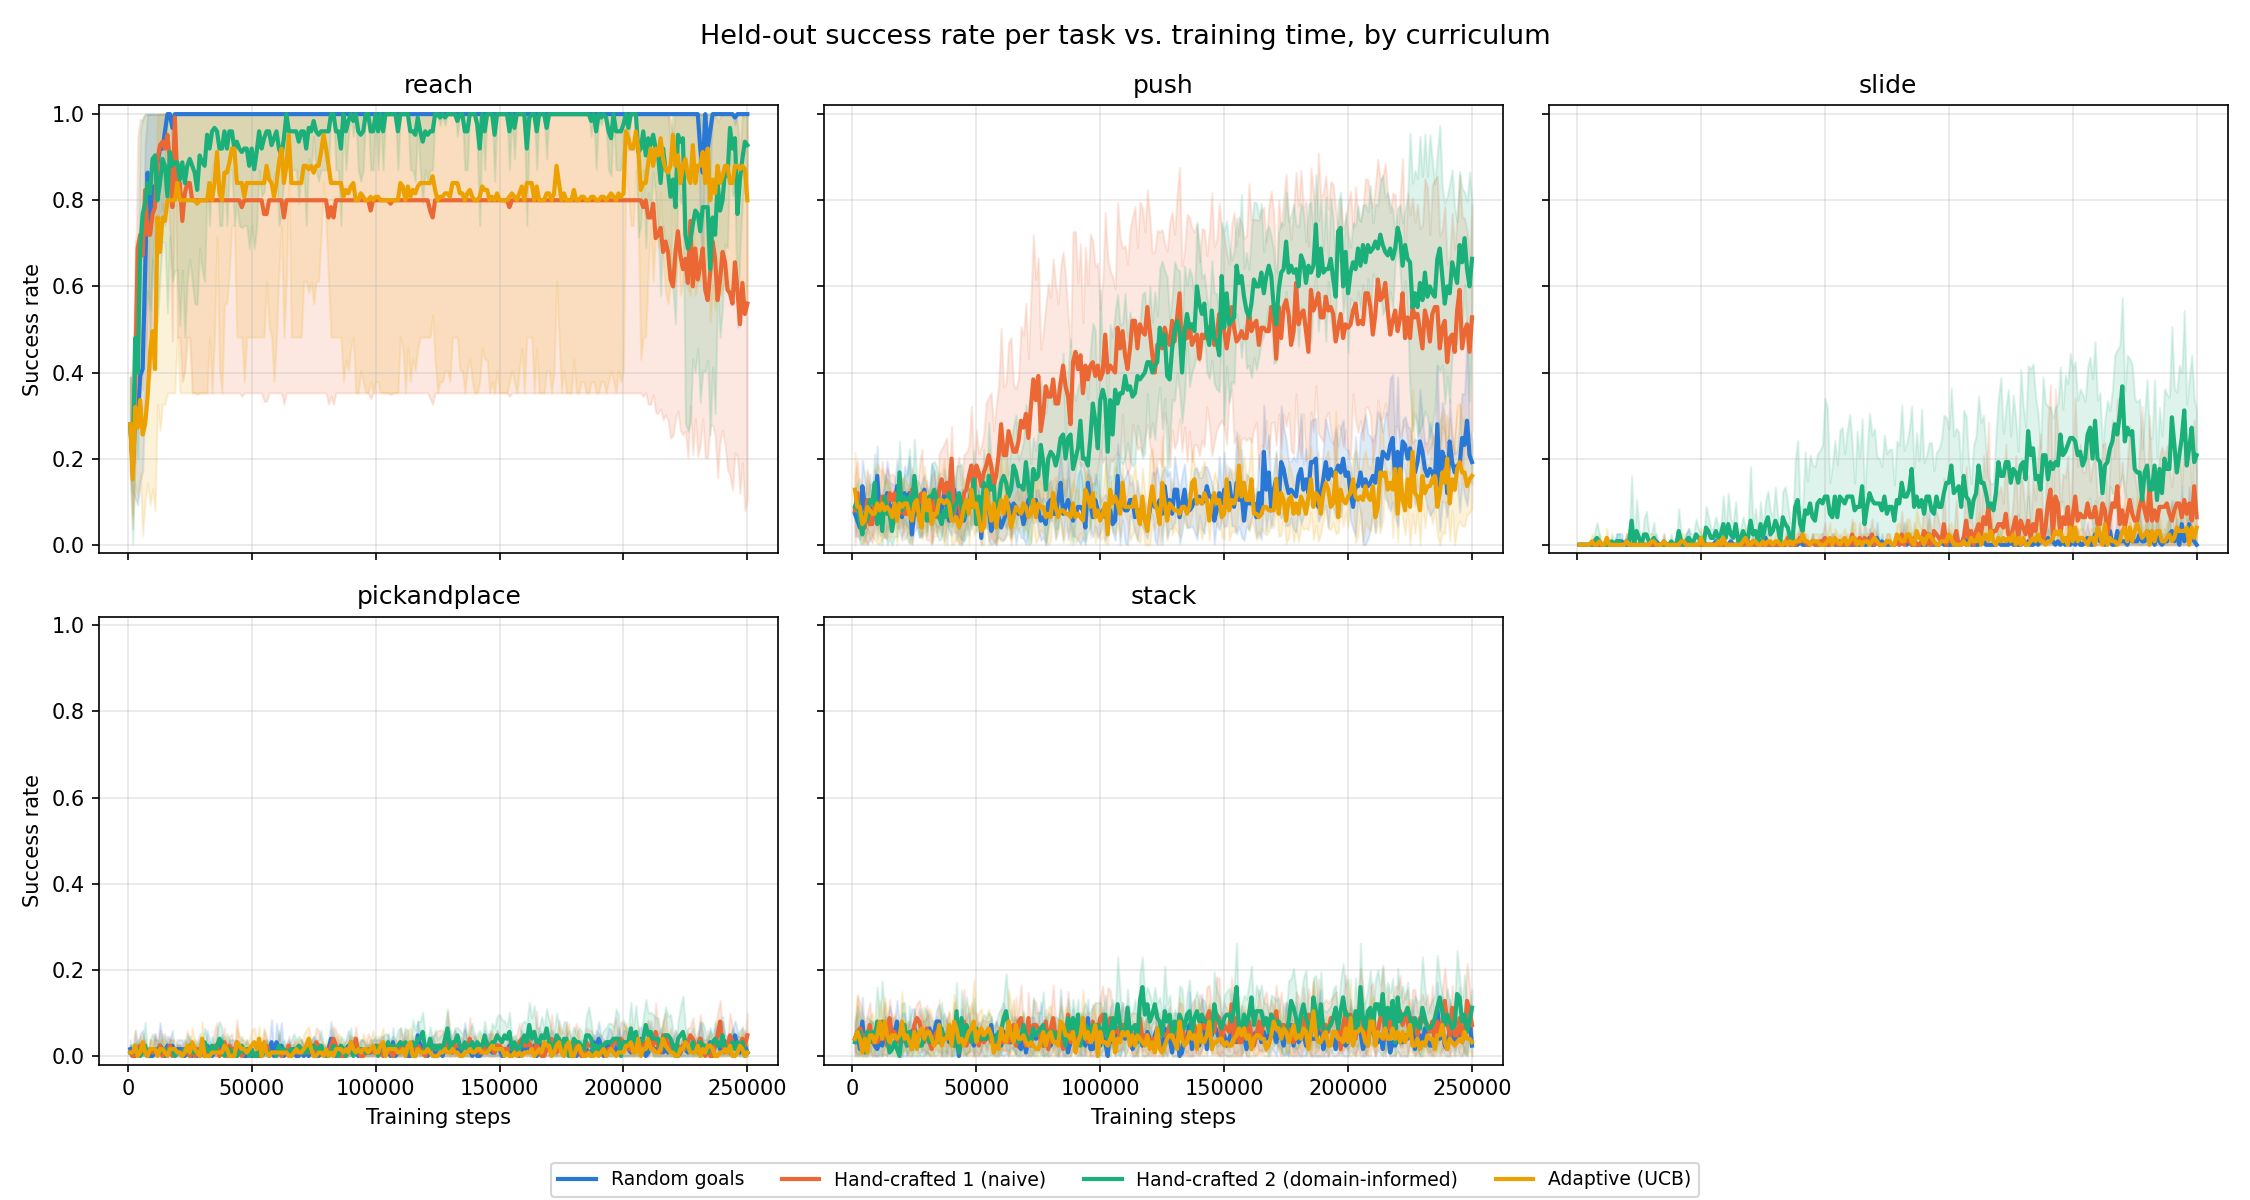 Held-out success rate per task vs. training time, by curriculum
reach
push
slide
1.0
0.8
0.6
0.4
0.2
0.0
Success rate
pickandplace
stack
1.0
0.8
0.6
0.4
0.2
0.0
Success rate
0 50000 100000 150000 200000 250000
0 50000 100000 150000 200000 250000
Training steps
Training steps
Random goals Hand-crafted 1 (naive) Hand-crafted 2 (domain-informed) Adaptive (UCB)